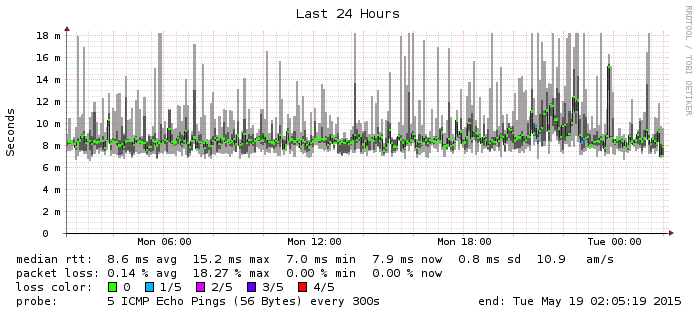 Last 24 Hours
RRDTOOL / TOBI OETIKER
Seconds
18 m
16 m
14 m
12 m
10 m
8 m
6 m
4 m
2 m
0
Mon 06:00 Mon 12:00 Mon 18:00 Tue 00:00
median rtt: 8.6 ms avg 15.2 ms max 7.0 ms min 7.9 ms now 0.8 ms sd 10.9 am/s
packet loss: 0.14 % avg 18.27 % max 0.00 % min 0.00 % now
loss color: 0 1/5 2/5 3/5 4/5
probe: 5 ICMP Echo Pings (56 Bytes) every 300s end: Tue May 19 02:05:19 2015